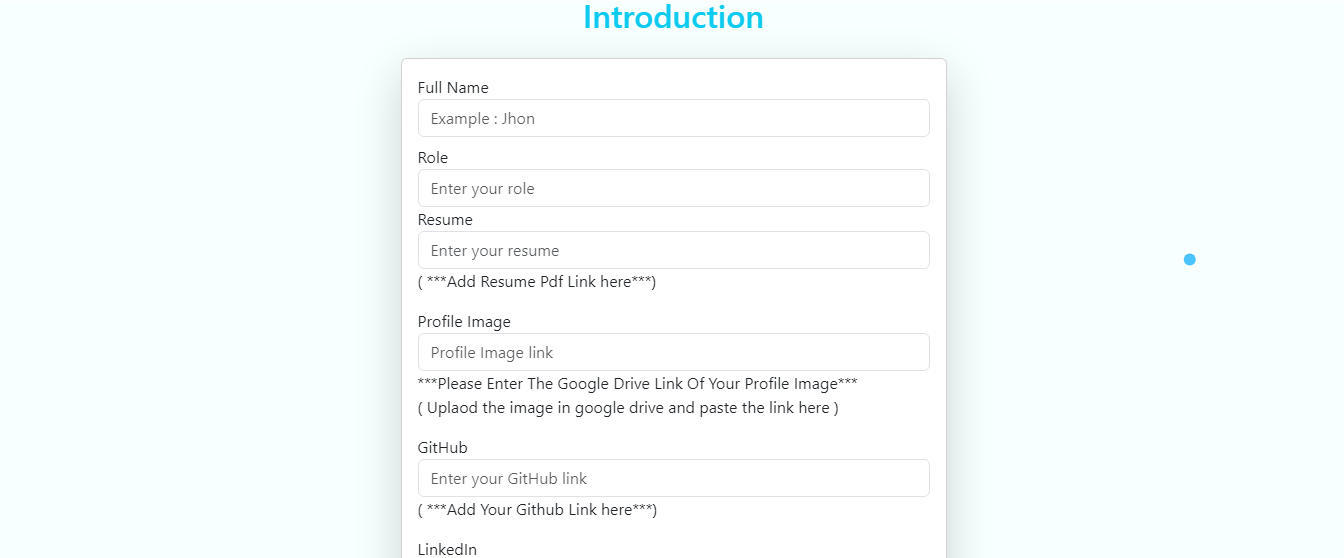 Introduction
Full Name
Example : Jhon
Role
Enter your role
Resume
Enter your resume
( ***Add Resume Pdf Link here***)
Profile Image
Profile Image link
***Please Enter The Google Drive Link Of Your Profile Image***
( Uplaod the image in google drive and paste the link here )
GitHub
Enter your GitHub link
( ***Add Your Github Link here***)
LinkedIn